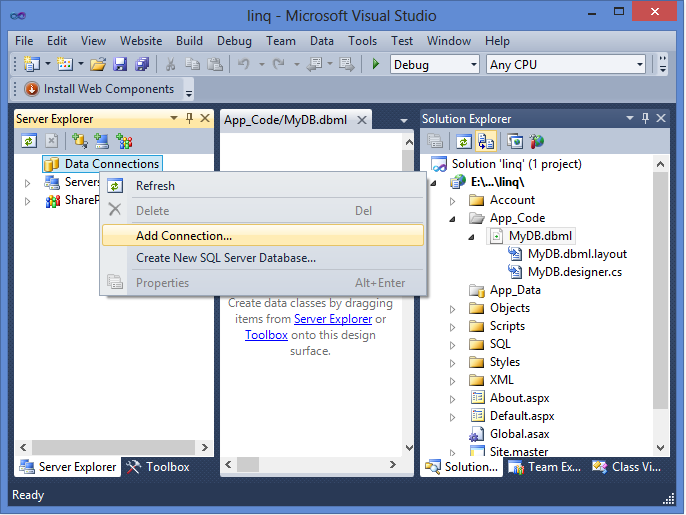 linq - Microsoft Visual Studio
File Edit View Website Build Debug Team Data Tools Test Window Help
Debug Any CPU
Install Web Components
Server Explorer
Data Connections
Servers
ShareP
Refresh
Delete Del
Add Connection...
Create New SQL Server Database...
Properties Alt+Enter
App_Code/MyDB.dbml
Create data classes by dragging
items from Server Explorer or
Toolbox onto this design
surface.
Solution Explorer
Solution 'linq' (1 project)
E:\...\linq\
Account
App_Code
MyDB.dbml
MyDB.dbml.layout
MyDB.designer.cs
App_Data
Objects
Scripts
SQL
Styles
XML
About.aspx
Default.aspx
Global.asax
Site.master
Server Explorer Toolbox
Solution... Team Ex... Class Vi...
Ready